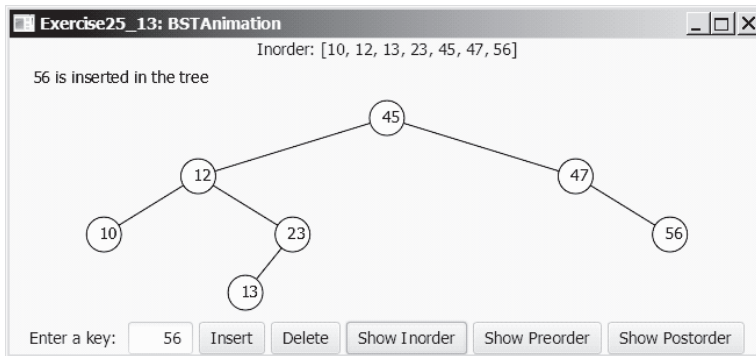 Exercise25_13: BSTAnimation
Inorder: [10, 12, 13, 23, 45, 47, 56]
56 is inserted in the tree
45
12
47
10
23
56
13
Enter a key: 56 Insert Delete Show Inorder Show Preorder Show Postorder